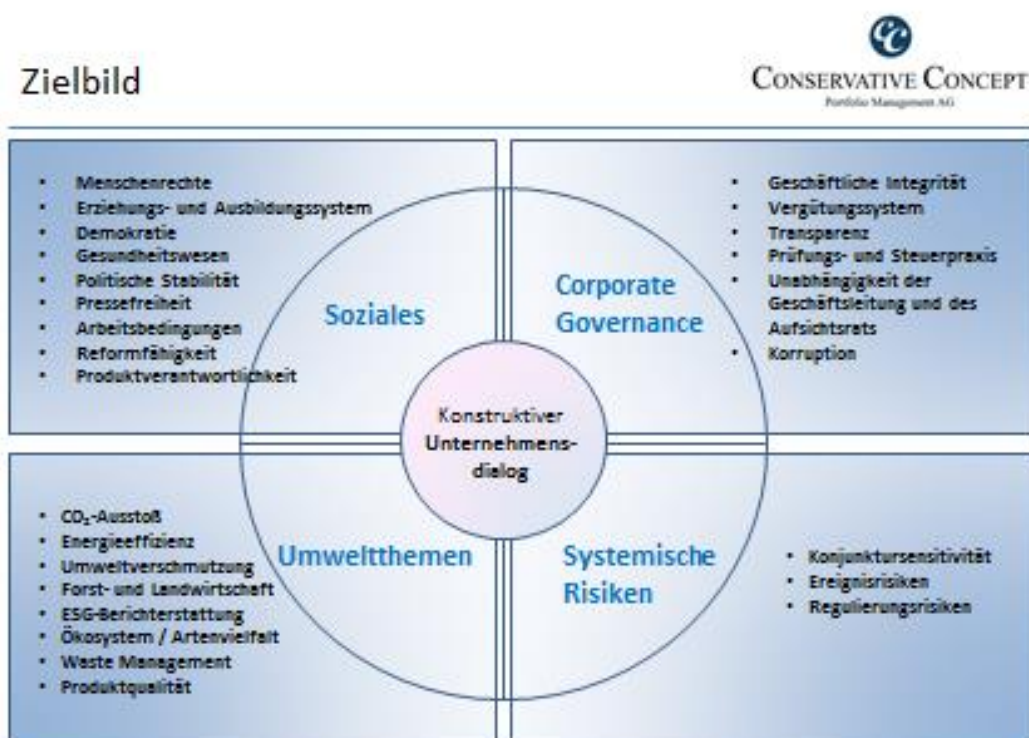 Zielbild
CC
CONSERVATIVE CONCEPT
Portfolio Management AG
• Menschenrechte
• Erziehungs- und Ausbildungssystem
• Demokratie
• Gesundheitswesen
• Politische Stabilität
• Pressefreiheit
• Arbeitsbedingungen
• Reformfähigkeit
• Produktverantwortlichkeit
Soziales
• Geschäftliche Integrität
• Vergütungssystem
• Transparenz
• Prüfungs- und Steuerpraxis
• Unabhängigkeit der
Geschäftsleitung und des
Aufsichtsrats
• Korruption
Corporate
Governance
Konstruktiver
Unternehmens-
dialog
• CO₂-Ausstoß
• Energieeffizienz
• Umweltverschmutzung
• Forst- und Landwirtschaft
• ESG-Berichterstattung
• Ökosystem / Artenvielfalt
• Waste Management
• Produktqualität
Umweltthemen
Systemische
Risiken
• Konjunktursensitivität
• Ereignisrisiken
• Regulierungsrisiken